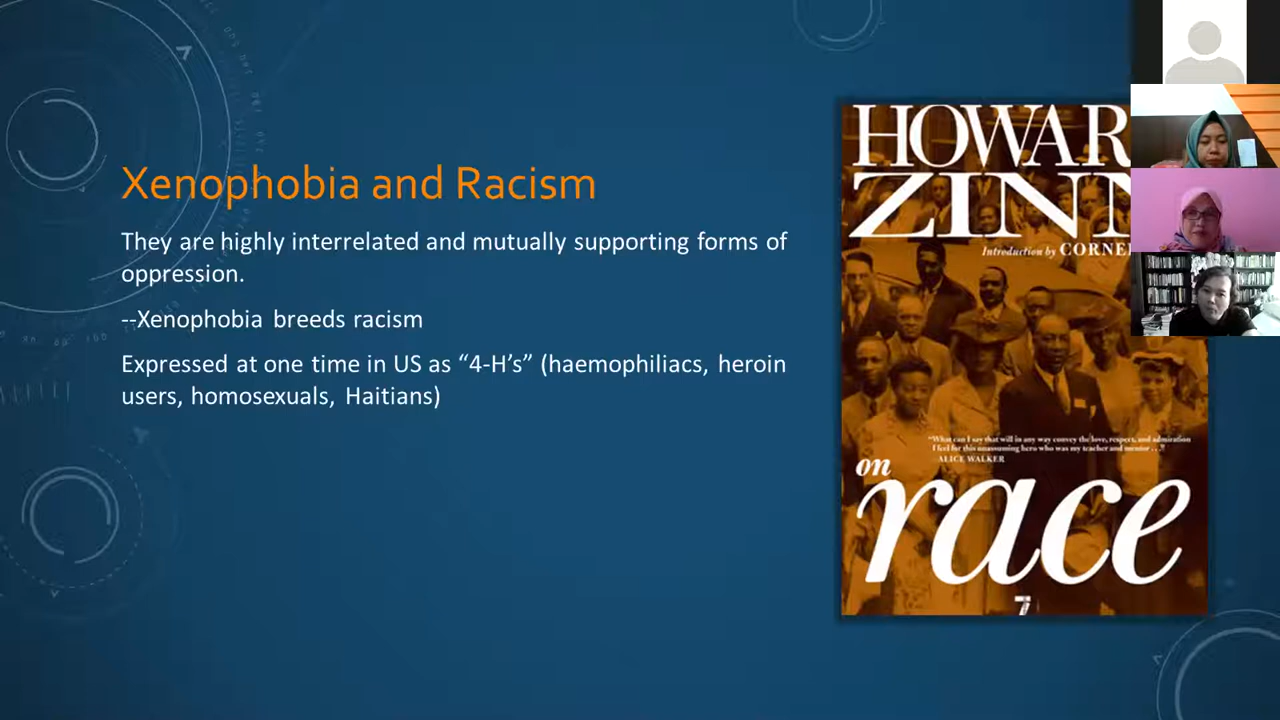 Xenophobia and Racism
They are highly interrelated and mutually supporting forms of
oppression.
--Xenophobia breeds racism
Expressed at one time in US as “4-H’s” (haemophiliacs, heroin
users, homosexuals, Haitians)
HOWAR
ZINN
Introduction by CORNE
“What can I say that will in any way convey the love, respect, and admiration
I feel for this unassuming hero who was my teacher and mentor . . .”
ALICE WALKER
on
race
7